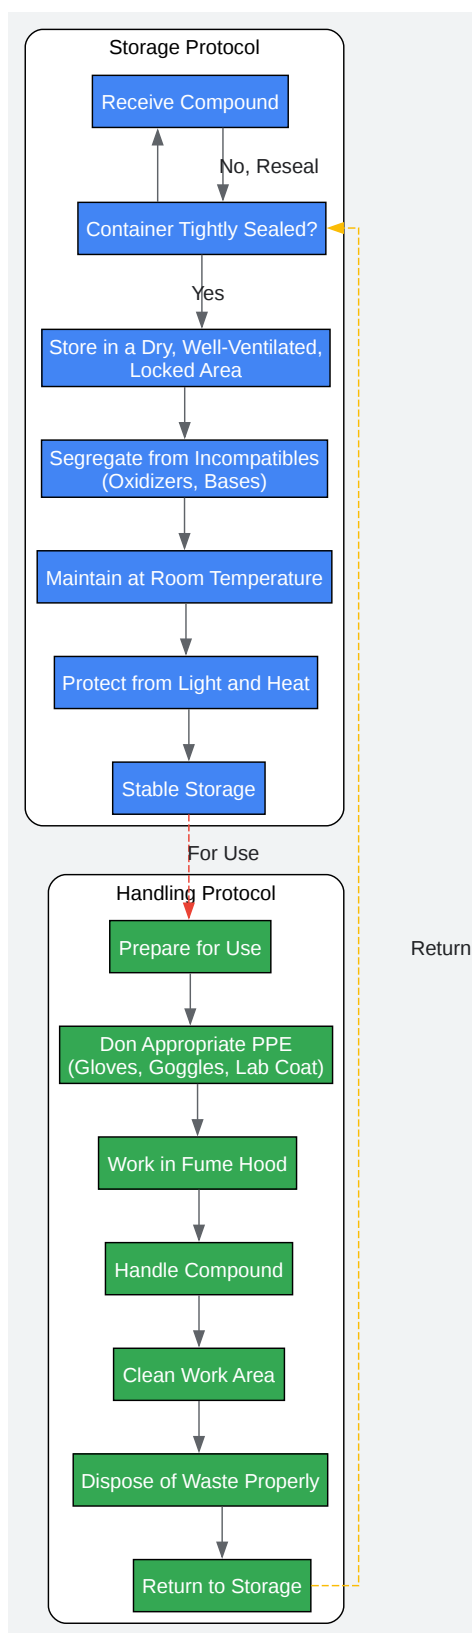 Storage Protocol
Receive Compound
No, Reseal
Container Tightly Sealed?
Yes
Store in a Dry, Well-Ventilated,
Locked Area
Segregate from Incompatibles
(Oxidizers, Bases)
Maintain at Room Temperature
Protect from Light and Heat
Stable Storage
For Use
Handling Protocol
Prepare for Use
Return
Don Appropriate PPE
(Gloves, Goggles, Lab Coat)
Work in Fume Hood
Handle Compound
Clean Work Area
Dispose of Waste Properly
Return to Storage